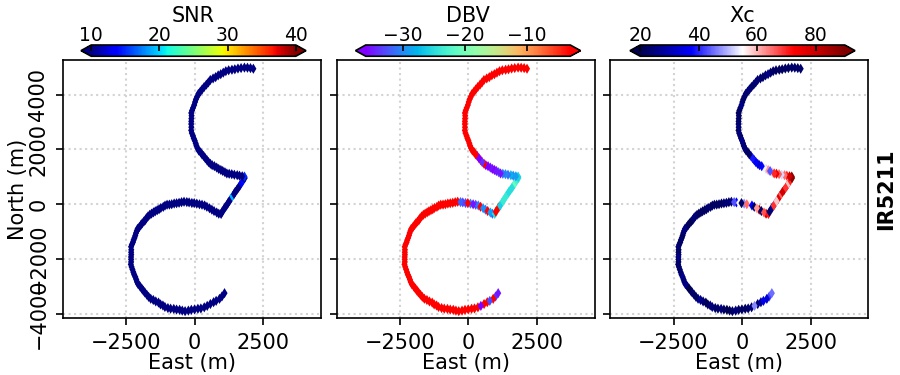 SNR DBV Xc
10 20 30 40 −30 −20 −10 20 40 60 80
4000
2000
0
−2000
−4000
North (m)
IR5211
−2500 0 2500 −2500 0 2500 −2500 0 2500
East (m) East (m) East (m)